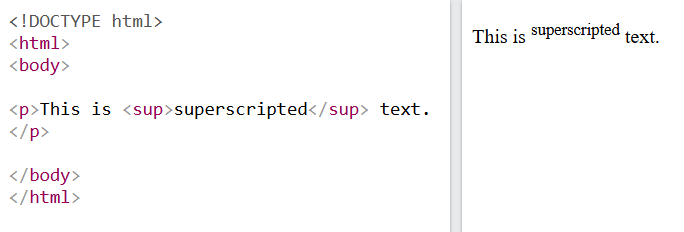 <!DOCTYPE html>
<html>
<body>
<p>This is <sup>superscripted</sup> text.
</p>
</body>
</html>
This is superscripted text.